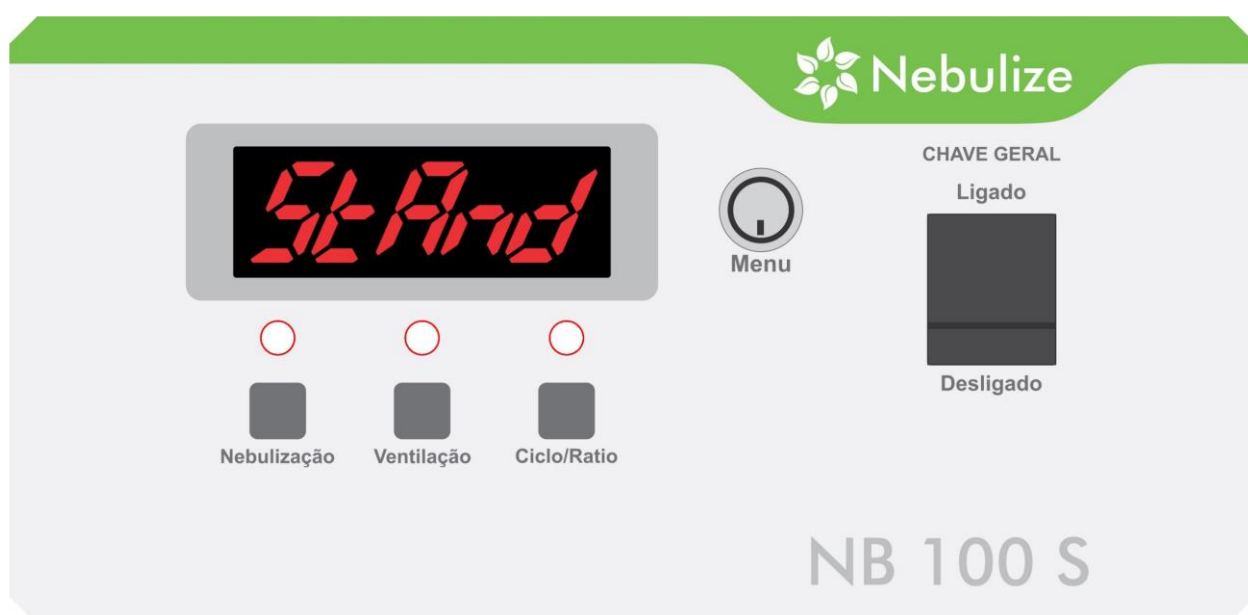 Nebulize
CHAVE GERAL
Ligado
StAnd
Menu
Desligado
Nebulização
Ventilação
Ciclo/Ratio
NB 100 S